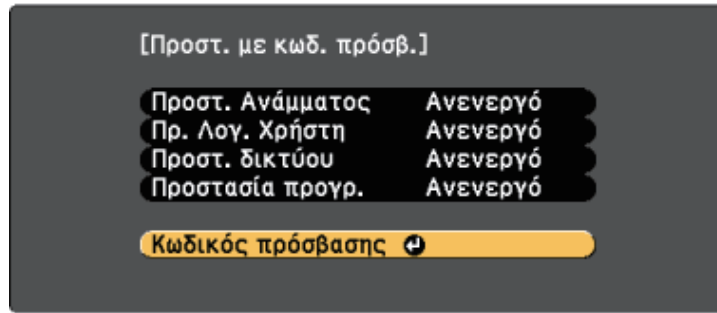 [Προστ. με κωδ. πρόσβ.]
Προστ. Ανάμματος Ανενεργό
Πρ. Λογ. Χρήστη Ανενεργό
Προστ. δικτύου Ανενεργό
Προστασία προγρ. Ανενεργό
Κωδικός πρόσβασης